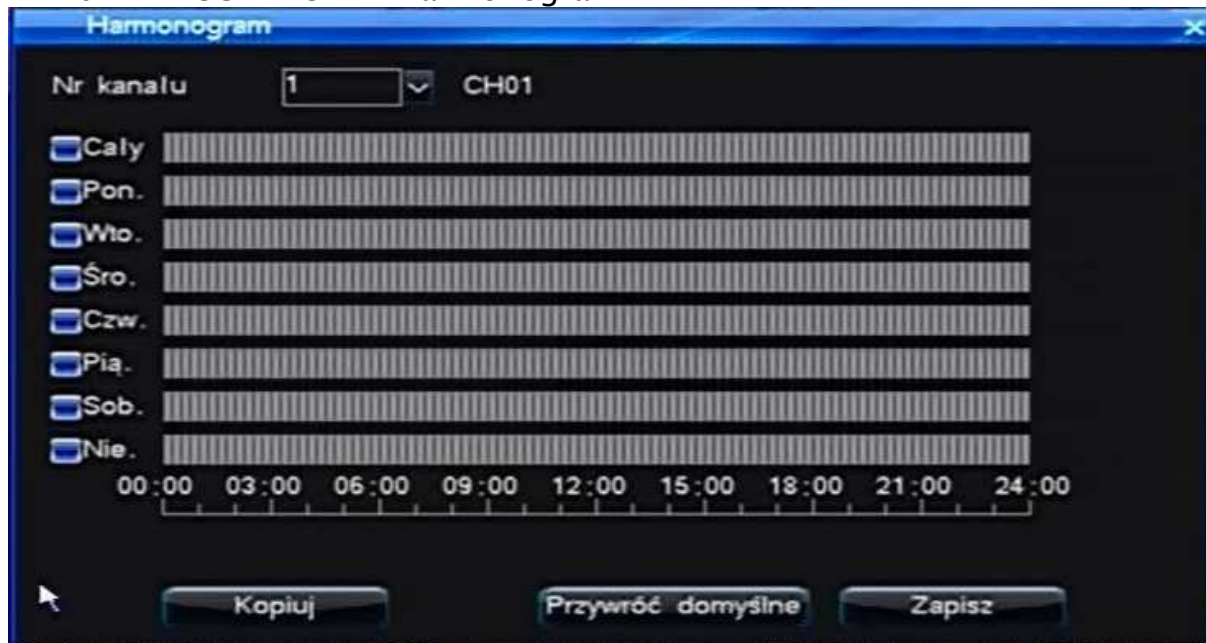 Harmonogram
Nr kanalu 1 CH01
Cały
Pon.
Wto.
Śro.
Czw.
Pią.
Sob.
Nie.
00:00 03:00 06:00 09:00 12:00 15:00 18:00 21:00 24:00
Kopiuj Przywróć domyślne Zapisz